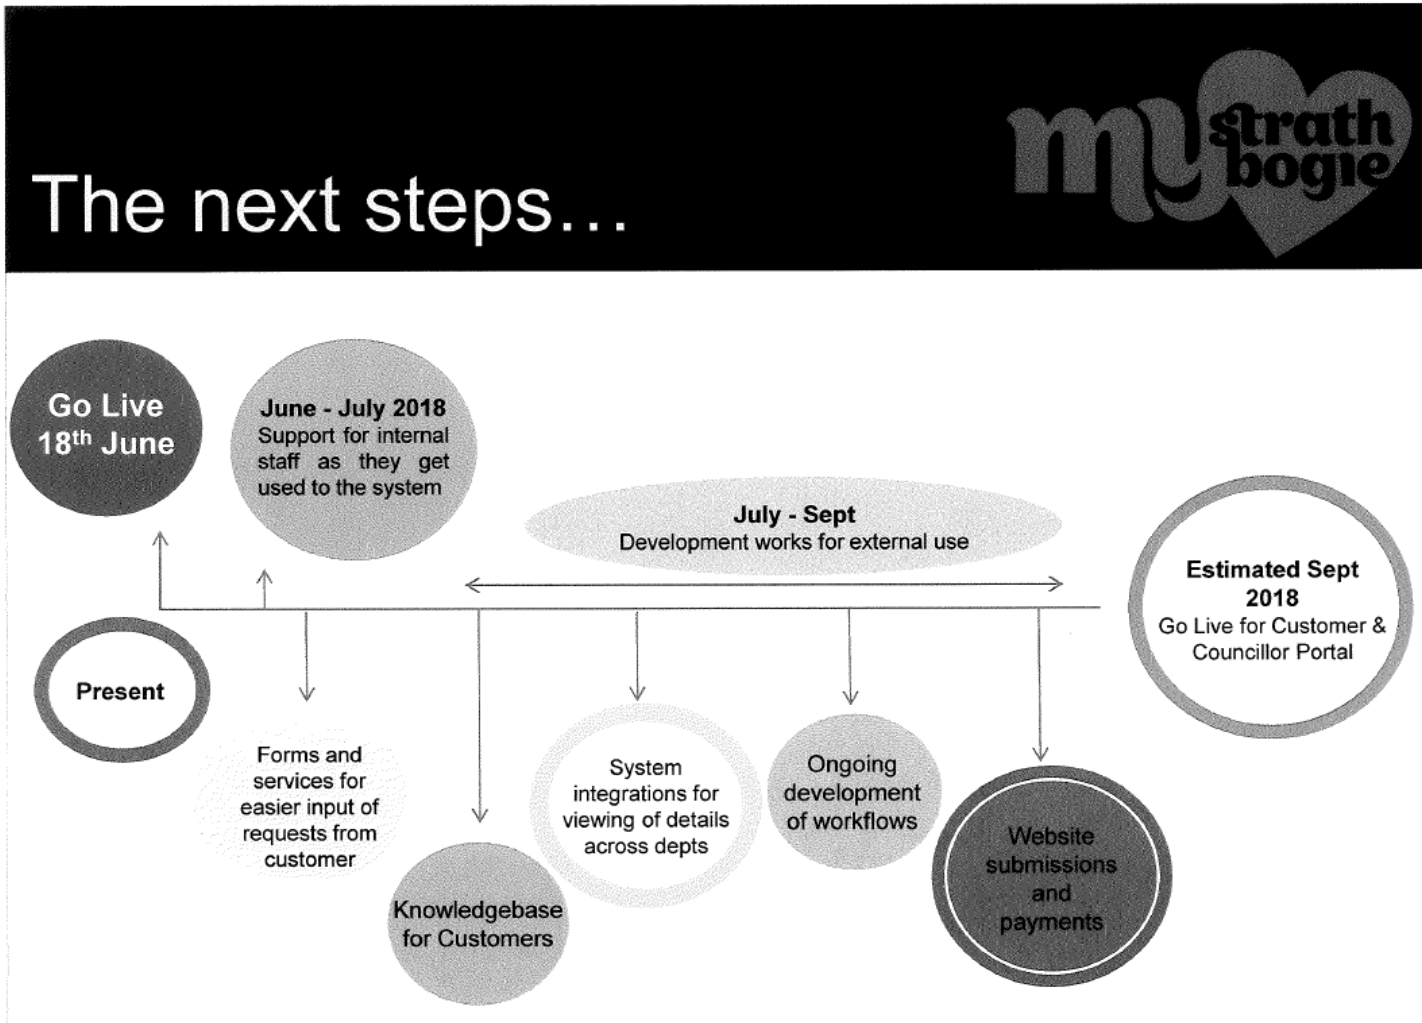 my strath
bogie
The next steps...
Go Live
18th June
June - July 2018
Support for internal
staff as they get
used to the system
July - Sept
Development works for external use
Estimated Sept
2018
Go Live for Customer &
Councillor Portal
Present
Forms and
services for
easier input of
requests from
customer
Knowledgebase
for Customers
System
integrations for
viewing of details
across depts
Ongoing
development
of workflows
Website
submissions
and
payments